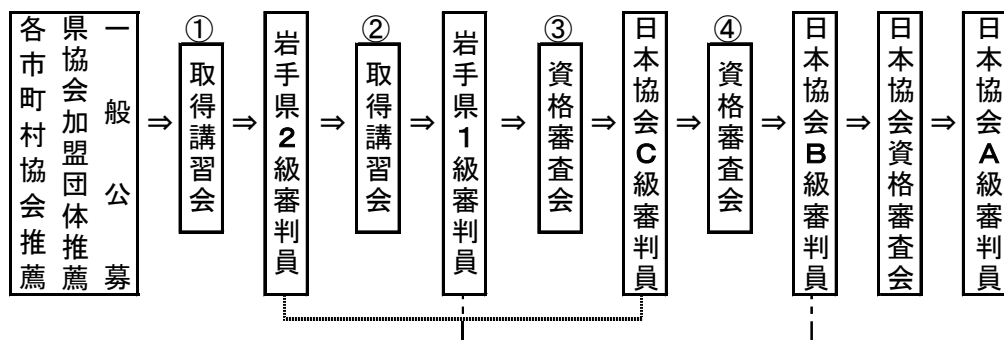 一般公募
県協会加盟団体推薦
各市町村協会推薦
⇒
①
取得講習会
⇒
岩手県2級審判員
⇒
②
取得講習会
⇒
岩手県1級審判員
⇒
③
資格審査会
⇒
日本協会C級審判員
⇒
④
資格審査会
⇒
日本協会B級審判員
⇒
日本協会資格審査会
⇒
日本協会A級審判員